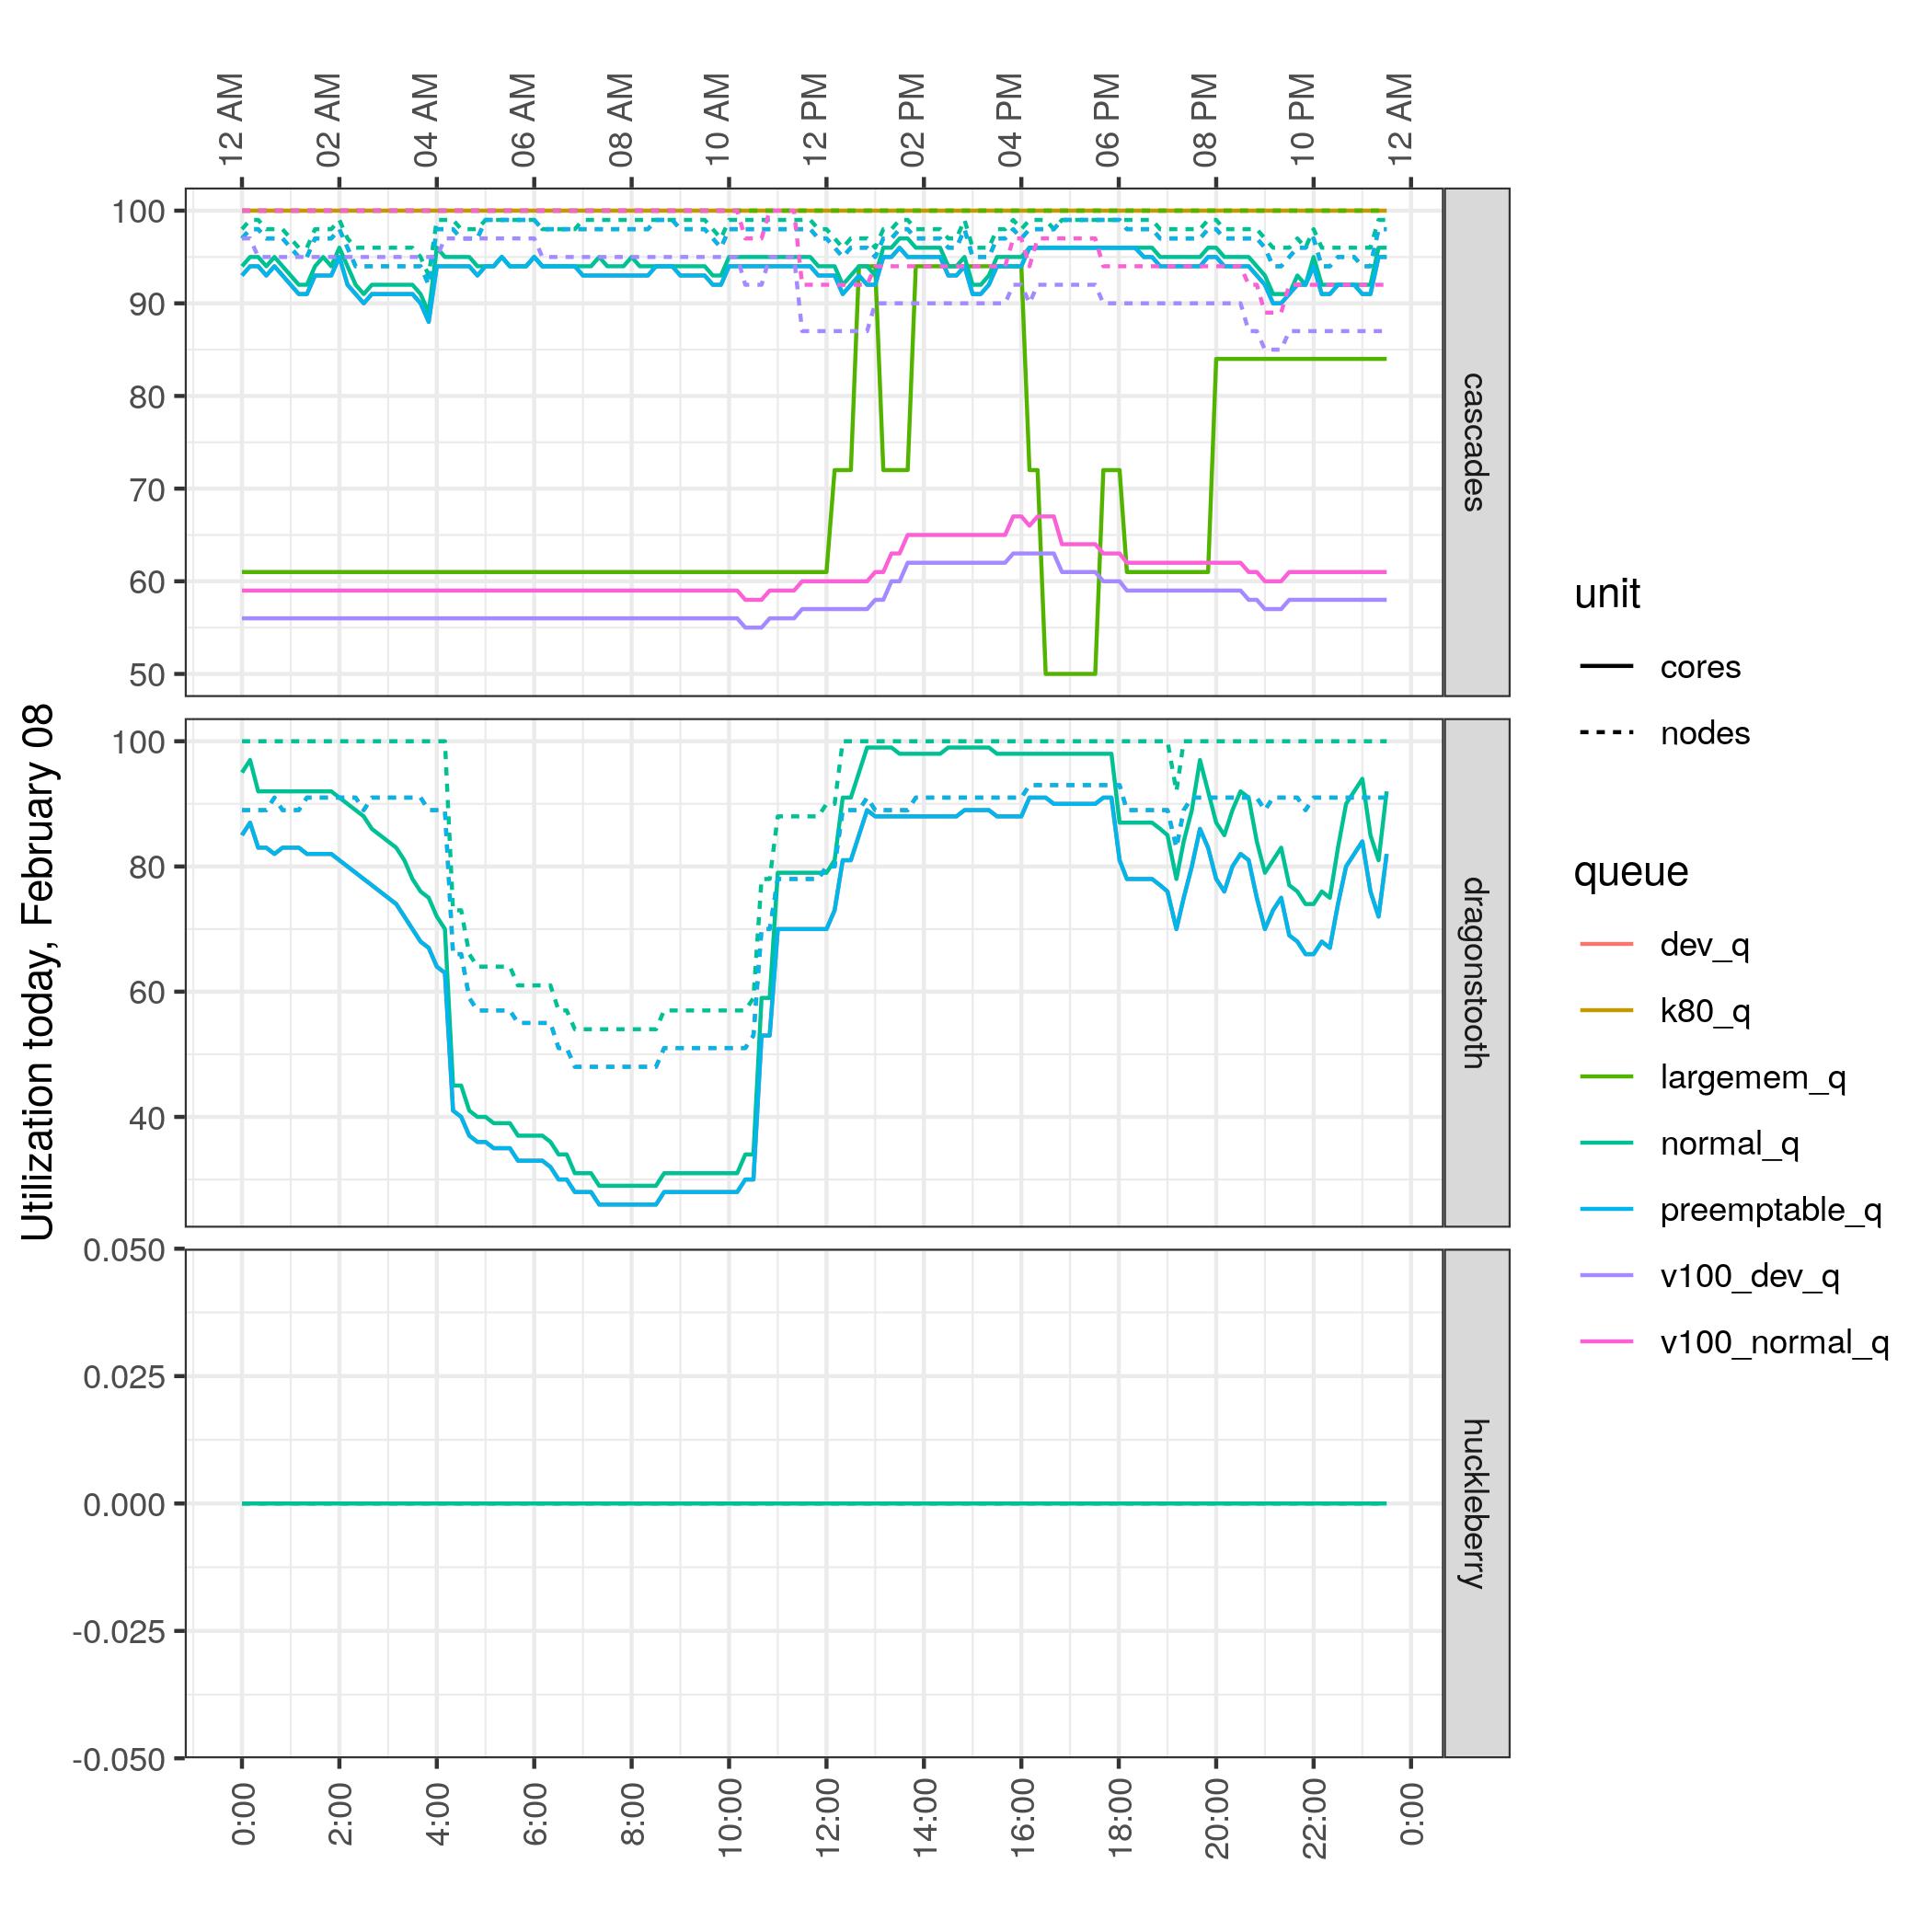 12 AM
02 AM
04 AM
06 AM
08 AM
10 AM
12 PM
02 PM
04 PM
06 PM
08 PM
10 PM
12 AM
Utilization today, February 08
100
90
80
70
60
50
cascades
100
80
60
40
dragonstooth
0.050
0.025
0.000
-0.025
-0.050
huckleberry
0:00
2:00
4:00
6:00
8:00
10:00
12:00
14:00
16:00
18:00
20:00
22:00
0:00
unit
cores
nodes
queue
dev_q
k80_q
largemem_q
normal_q
preemptable_q
v100_dev_q
v100_normal_q